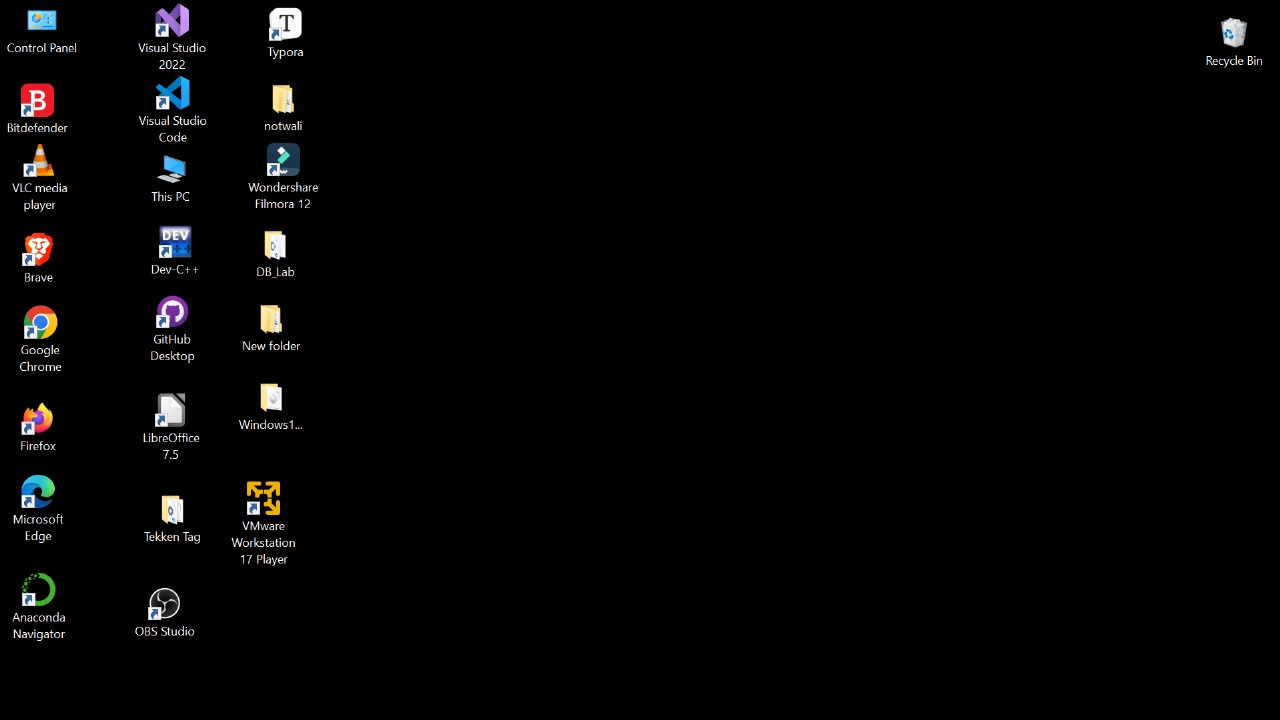 Control Panel
Bitdefender
VLC media
player
Brave
Google
Chrome
Firefox
Microsoft
Edge
Anaconda
Navigator
Visual Studio
2022
Visual Studio
Code
This PC
DEV
Dev-C++
GitHub
Desktop
LibreOffice
7.5
Tekken Tag
OBS Studio
T
Typora
notwali
Wondershare
Filmora 12
DB_Lab
New folder
Windows1...
VMware
Workstation
17 Player
Recycle Bin